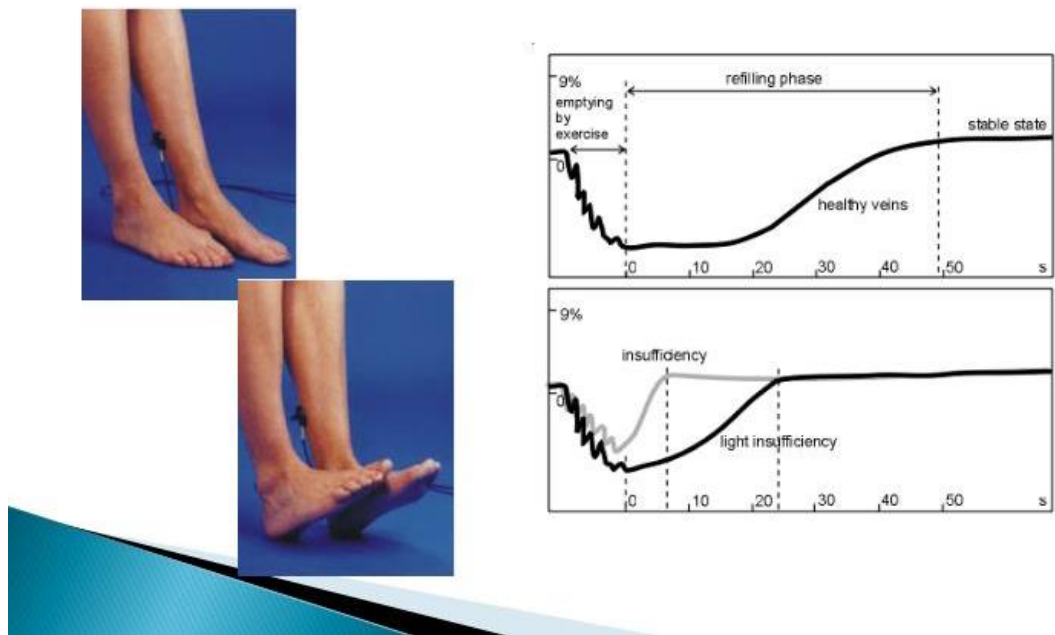 9%
refilling phase
emptying
by
exercise
stable state
0
healthy veins
0 10 20 30 40 50 s
9%
insufficiency
0
light insufficiency
0 10 20 30 40 50 s